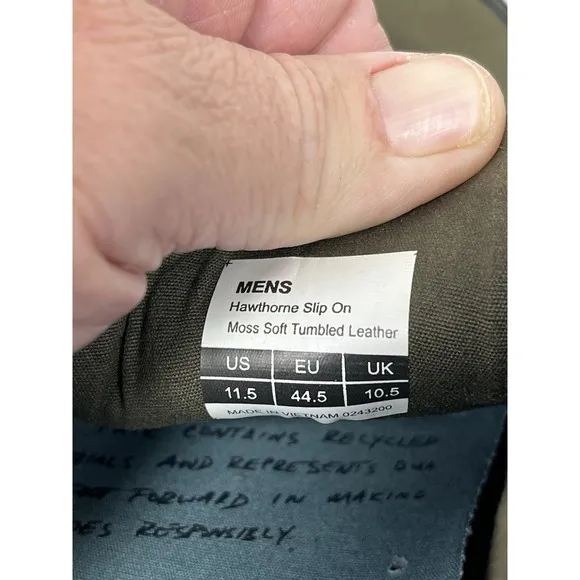 MENS
Hawthorne Slip On
Moss Soft Tumbled Leather
US EU UK
11.5 44.5 10.5
MADE IN VIETNAM 0243200
CONTAINS RECYCLED
AND REPRESENTS OUR
FORWARD IN MAKING
RESPONSIBLY.